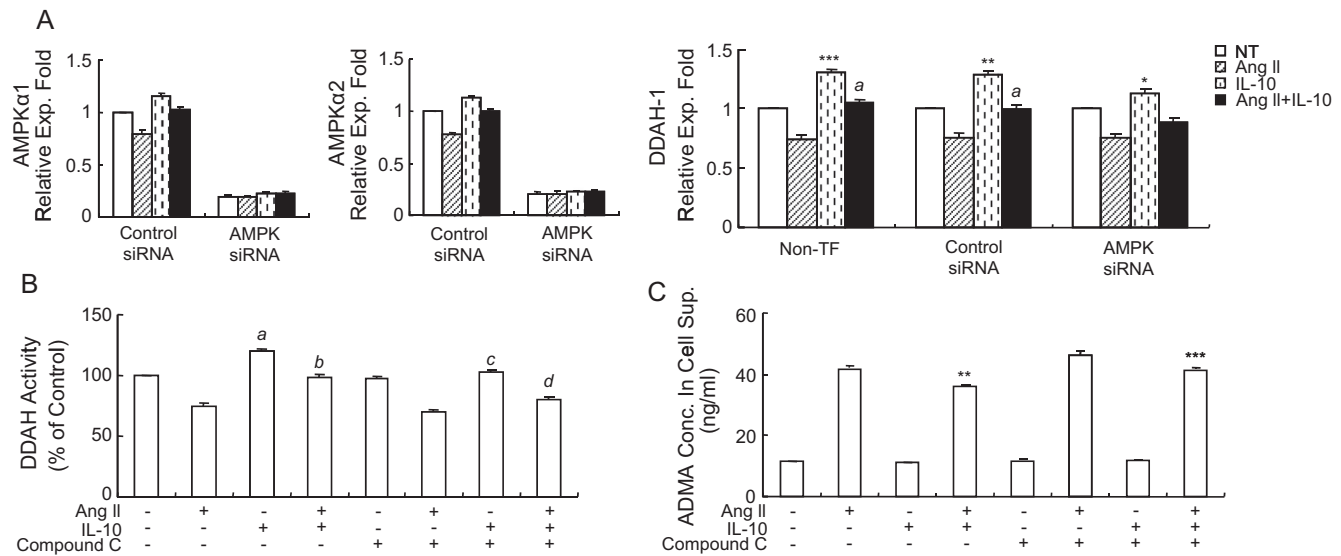 A
AMPKα1
Relative Exp. Fold
1.5
1
0.5
0
Control
siRNA
AMPK
siRNA
AMPKα2
Relative Exp. Fold
1.5
1
0.5
0
Control
siRNA
AMPK
siRNA
DDAH-1
Relative Exp. Fold
1.5
1
0.5
0
***
a
**
a
*
Non-TF
Control
siRNA
AMPK
siRNA
NT
Ang II
IL-10
Ang II+IL-10
B
DDAH Activity
(% of Control)
150
100
50
0
a
b
c
d
Ang II - + - + - + - +
IL-10 - - + + - - + +
Compound C - - - - + + + +
C
ADMA Conc. In Cell Sup.
(ng/ml)
60
40
20
0
**
***
Ang II - + - + - + - +
IL-10 - - + + - - + +
Compound C - - - - + + + +